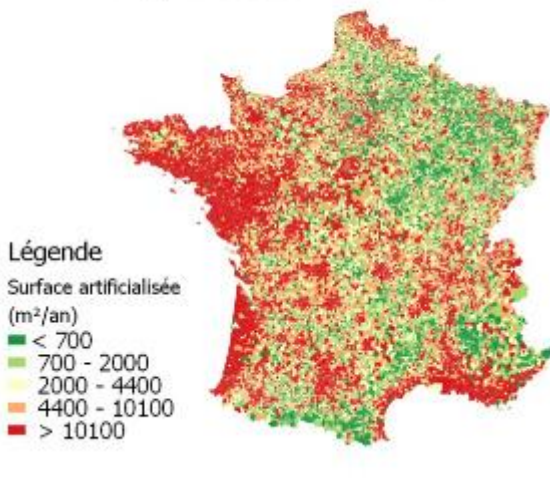 Légende
Surface artificialisée
(m²/an)
< 700
700 - 2000
2000 - 4400
4400 - 10100
> 10100